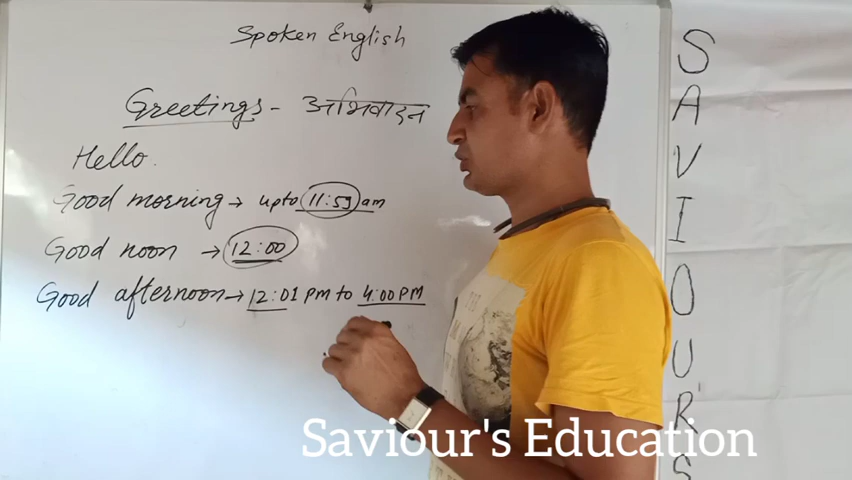 Spoken English
Greetings - अभिवादन
Hello.
Good morning → upto 11:59 am
Good noon → 12:00
Good afternoon → 12:01 PM to 4:00 PM
SAVIOURS
Saviour's Education